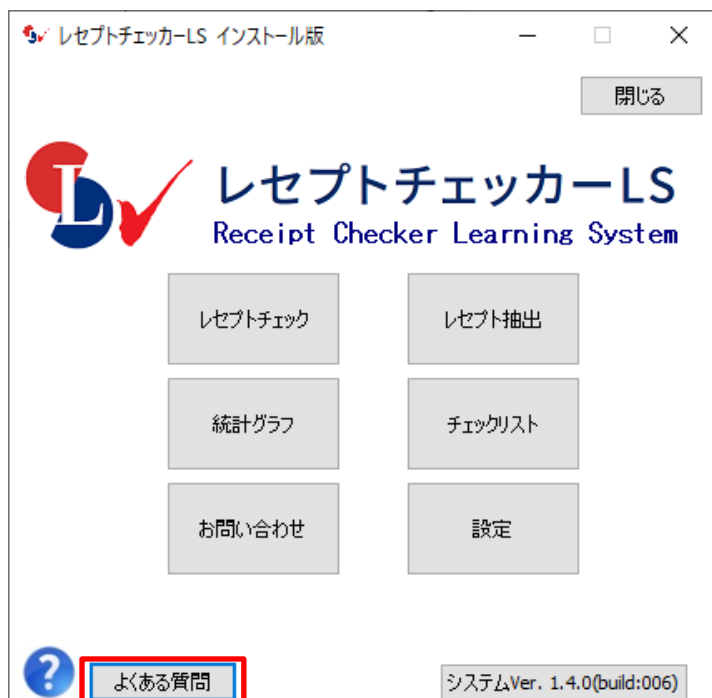 レセプトチェッカーLS インストール版
閉じる
L
レセプトチェッカーLS
Receipt Checker Learning System
レセプトチェック
レセプト抽出
統計グラフ
チェックリスト
お問い合わせ
設定
?
よくある質問
システムVer. 1.4.0(build:006)